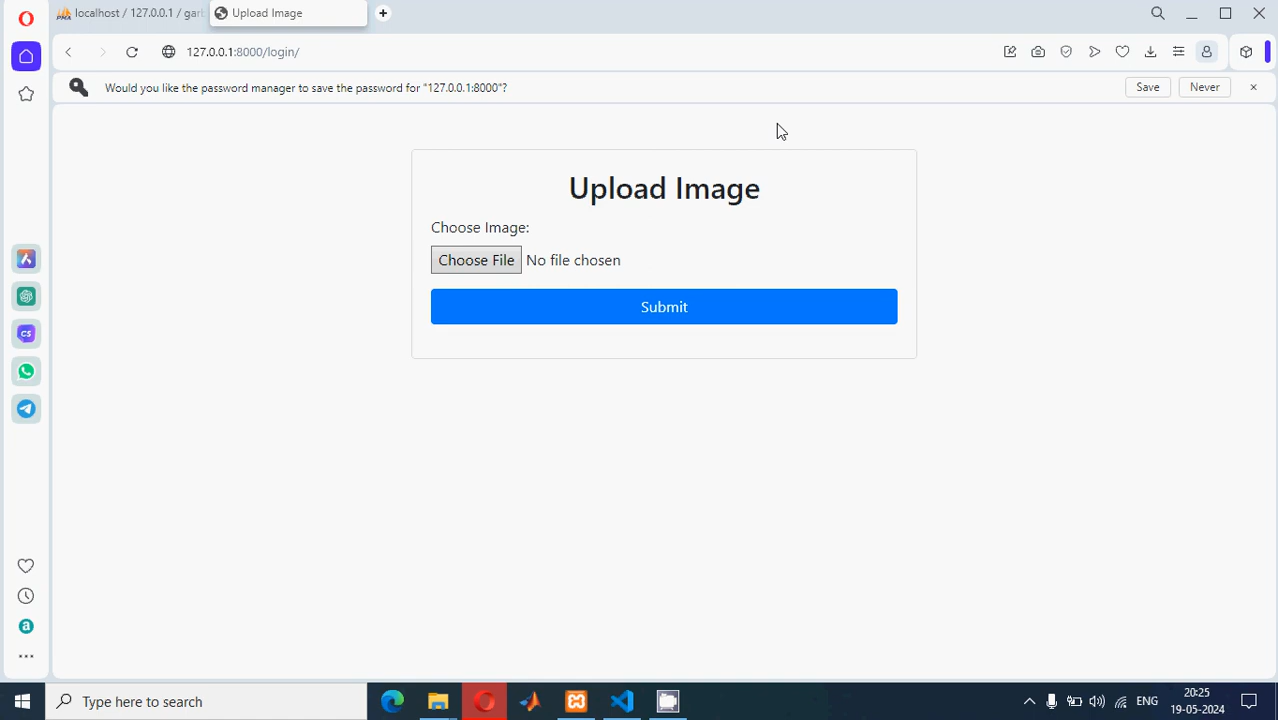 localhost / 127.0.0.1 / garb
Upload Image
127.0.0.1:8000/login/
Would you like the password manager to save the password for "127.0.0.1:8000"?
Save
Never
Upload Image
Choose Image:
Choose File No file chosen
Submit
CS
a
Type here to search
ENG
20:25
19-05-2024